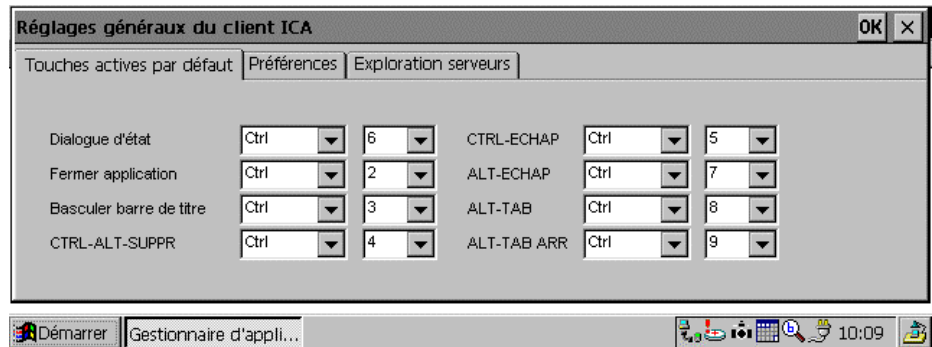 Réglages généraux du client ICA OK
Touches actives par défaut Préférences Exploration serveurs
Dialogue d'état Ctrl 6 CTRL-ECHAP Ctrl 5
Fermer application Ctrl 2 ALT-ECHAP Ctrl 7
Basculer barre de titre Ctrl 3 ALT-TAB Ctrl 8
CTRL-ALT-SUPPR Ctrl 4 ALT-TAB ARR Ctrl 9
Démarrer Gestionnaire d'appli... 10:09